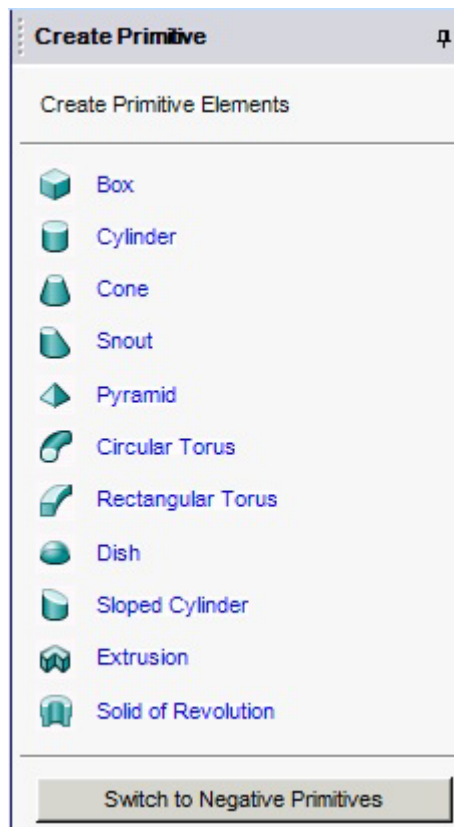 Create Primitive
Create Primitive Elements
Box
Cylinder
Cone
Snout
Pyramid
Circular Torus
Rectangular Torus
Dish
Sloped Cylinder
Extrusion
Solid of Revolution
Switch to Negative Primitives